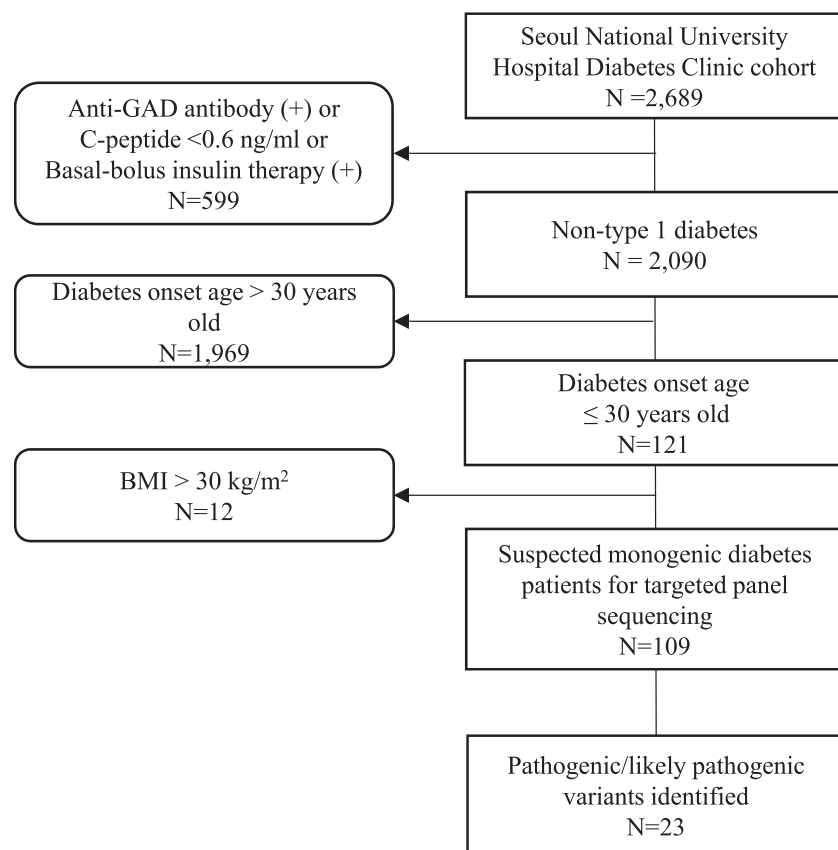 Seoul National University
Hospital Diabetes Clinic cohort
N =2,689
Anti-GAD antibody (+) or
C-peptide <0.6 ng/ml or
Basal-bolus insulin therapy (+)
N=599
Non-type 1 diabetes
N = 2,090
Diabetes onset age > 30 years
old
N=1,969
Diabetes onset age
≤ 30 years old
N=121
BMI > 30 kg/m²
N=12
Suspected monogenic diabetes
patients for targeted panel
sequencing
N=109
Pathogenic/likely pathogenic
variants identified
N=23